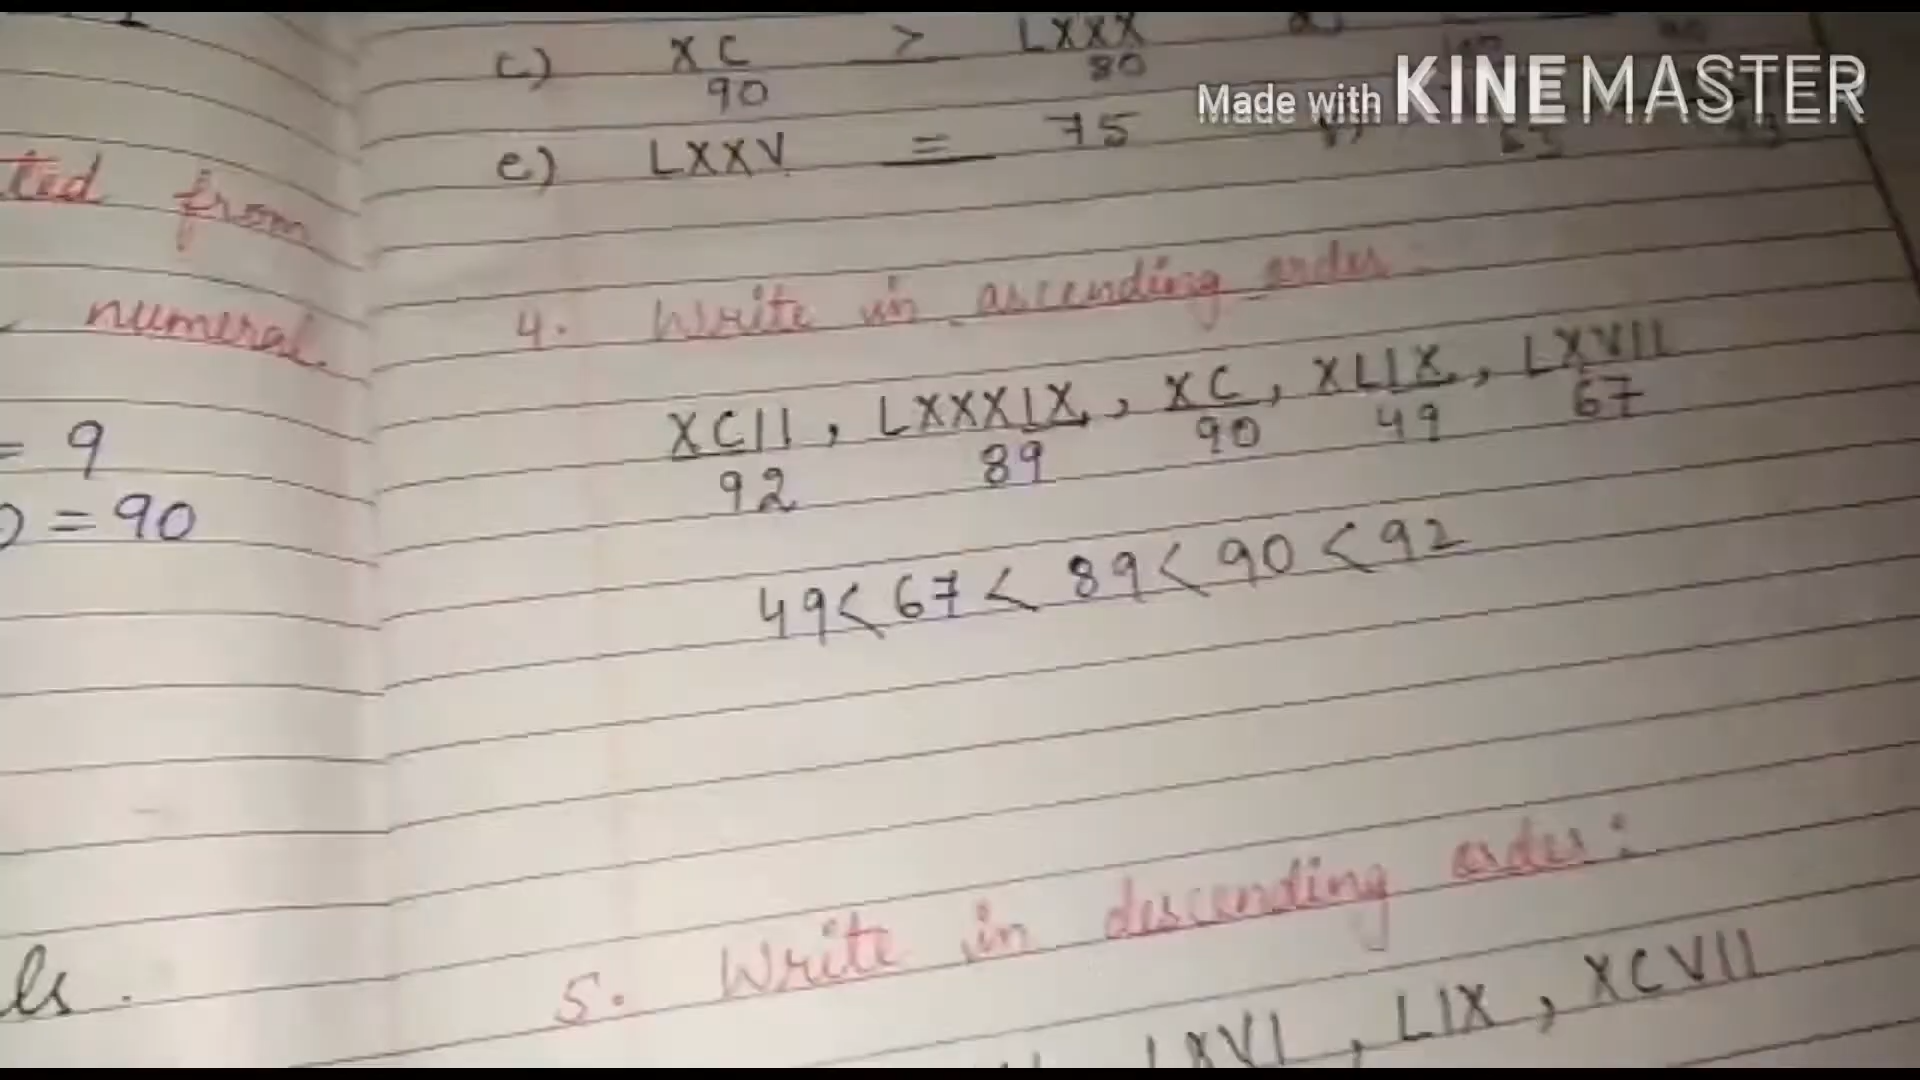 c) XC > LXXX
90 80
Made with KINEMASTER
e) LXXV = 75
ted from
numeral.
= 9
= 90
4. Write in ascending order:
XCII, LXXXIX, XC, XLIX, LXVII
92 89 90 49 67
49 < 67 < 89 < 90 < 92
ls.
5. Write in descending order:
LXVI, LIX, XCVII